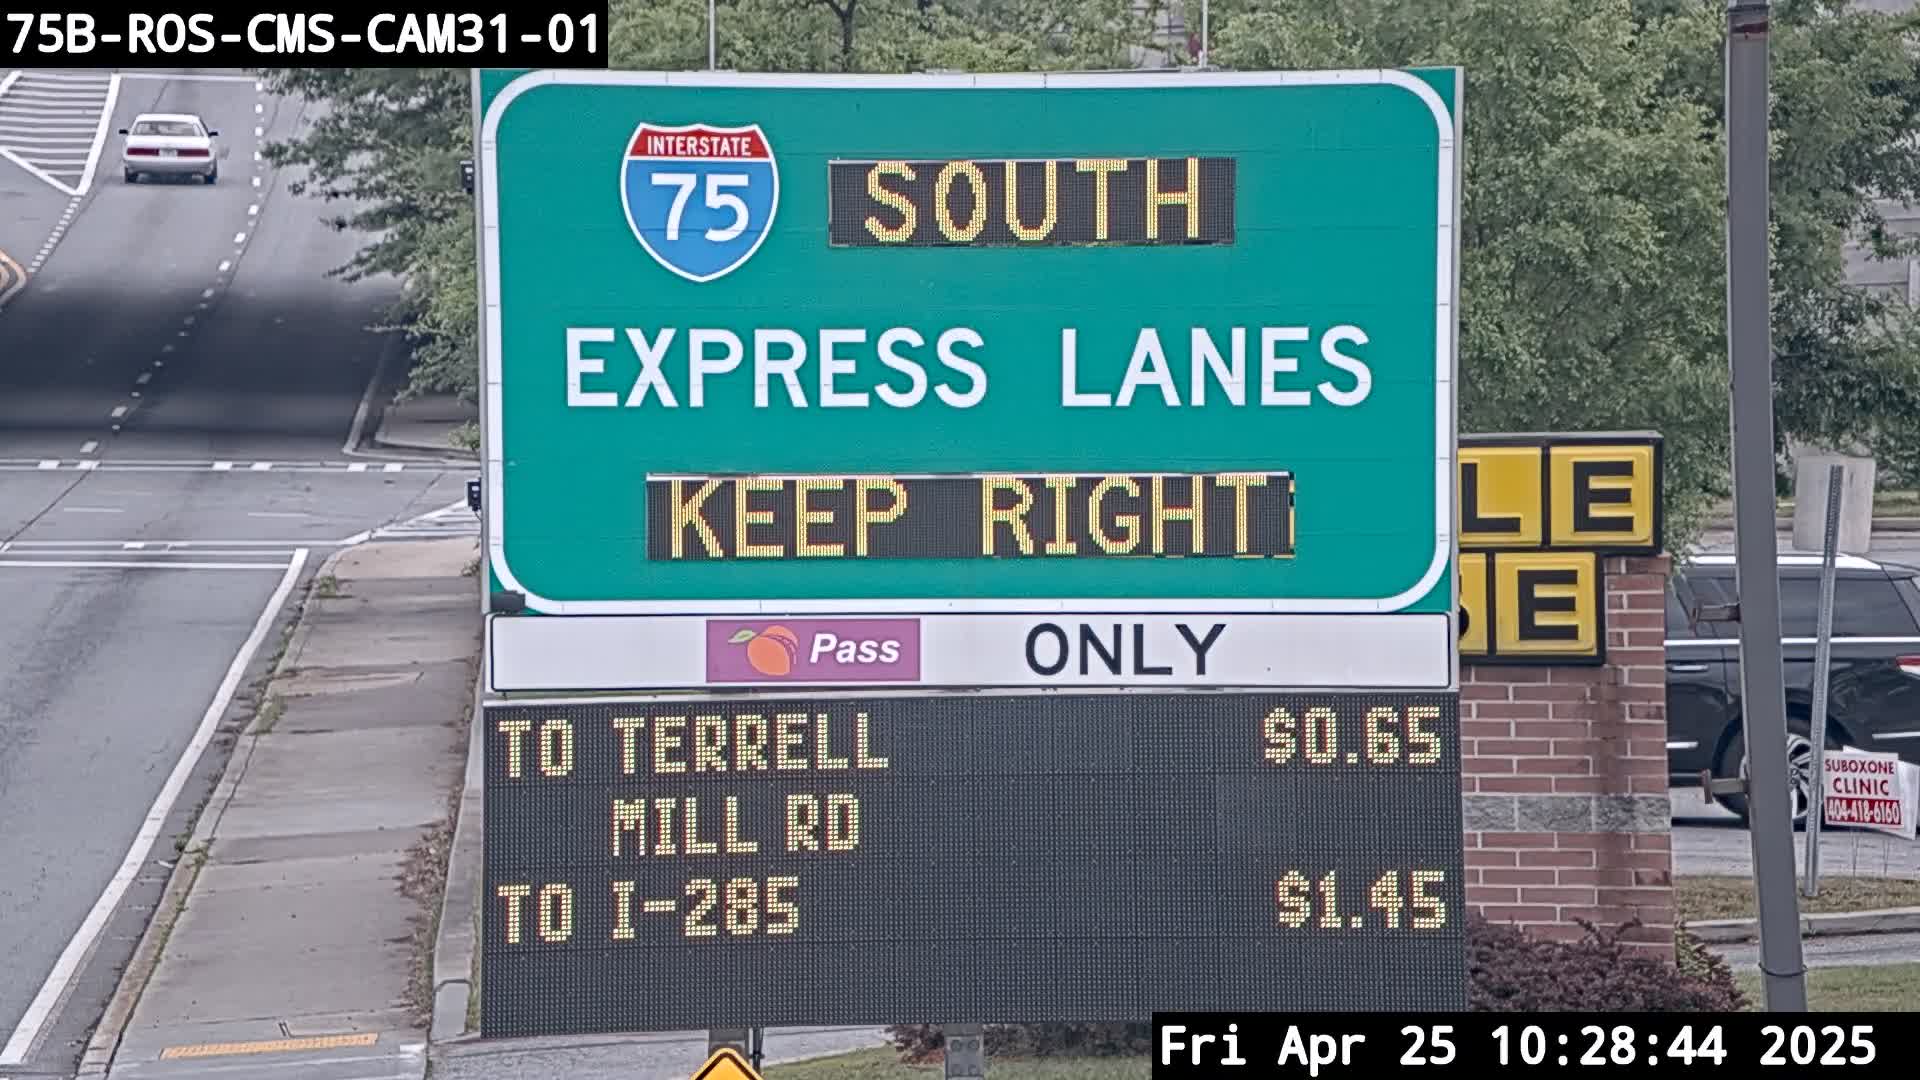 75B-ROS-CMS-CAM31-01
INTERSTATE
75
SOUTH
EXPRESS LANES
KEEP RIGHT
Pass ONLY
TO TERRELL $0.65
MILL RD
TO I-285 $1.45
LE
E
SUBOXONE
CLINIC
404-418-6160
Fri Apr 25 10:28:44 2025